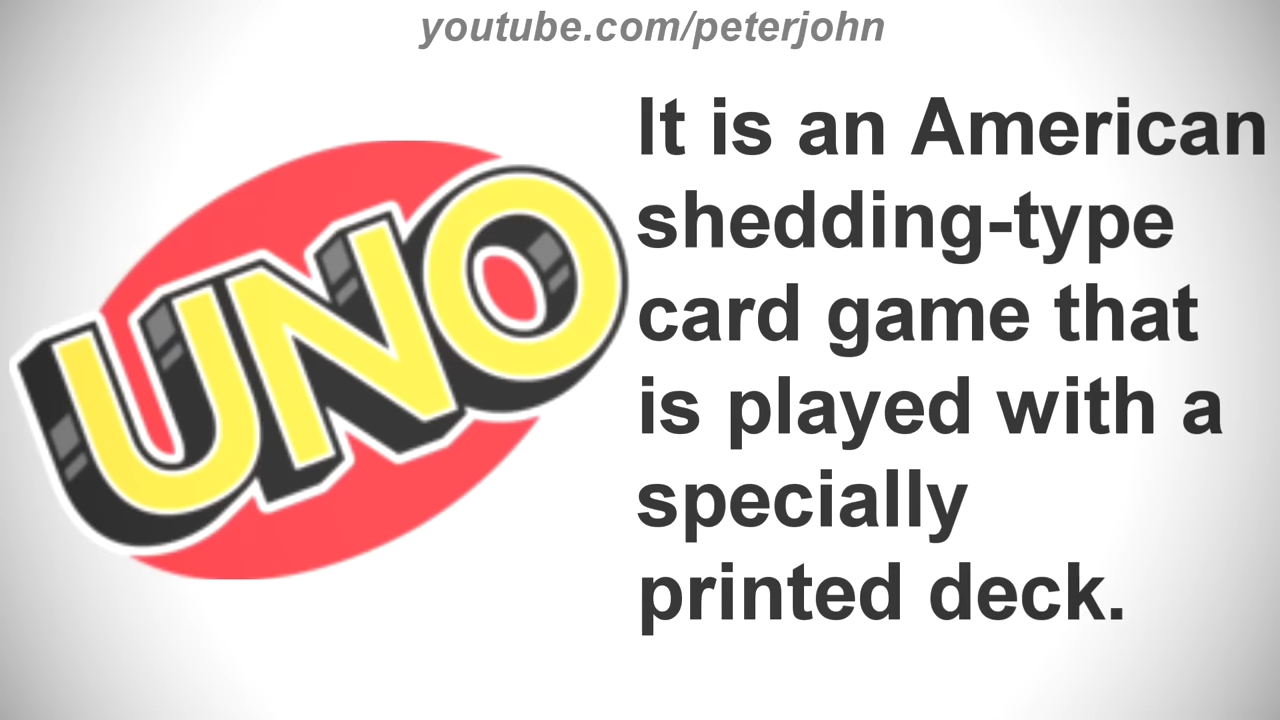 youtube.com/peterjohn
UNO
It is an American
shedding-type
card game that
is played with a
specially
printed deck.